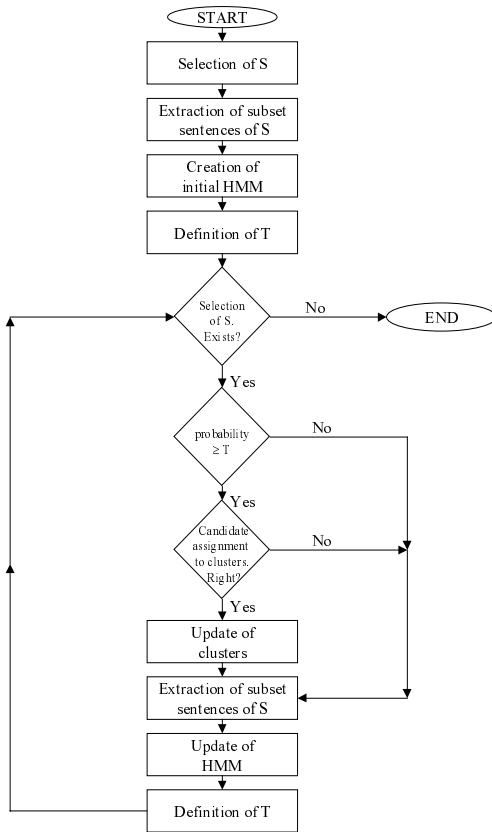 START
Selection of S
Extraction of subset
sentences of S
Creation of
initial HMM
Definition of T
Selection
of S.
Exists?
No
END
Yes
probability
≥ T
No
Yes
Candidate
assignment
to clusters.
Right?
No
Yes
Update of
clusters
Extraction of subset
sentences of S
Update of
HMM
Definition of T